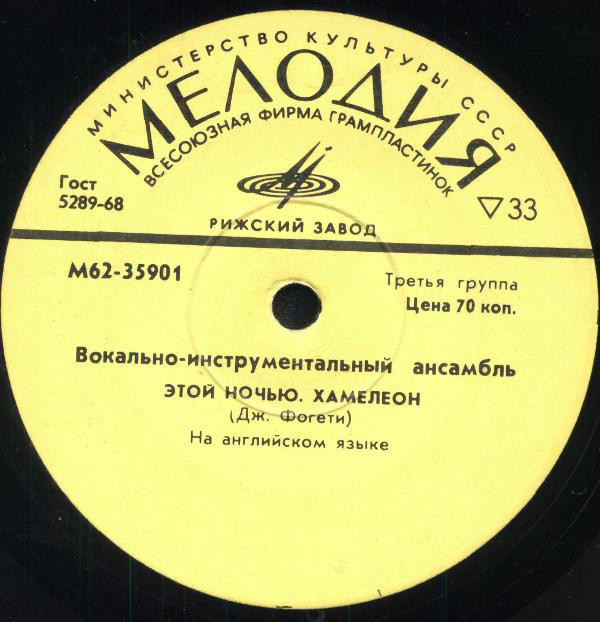 МИНИСТЕРСТВО КУЛЬТУРЫ СССР
МЕЛОДИЯ
ВСЕСОЮЗНАЯ ФИРМА ГРАМПЛАСТИНОК
Гост
5289-68
▽33
РИЖСКИЙ ЗАВОД
М62-35901
Третья группа
Цена 70 коп.
Вокально-инструментальный ансамбль
ЭТОЙ НОЧЬЮ. ХАМЕЛЕОН
(Дж. Фогети)
На английском языке